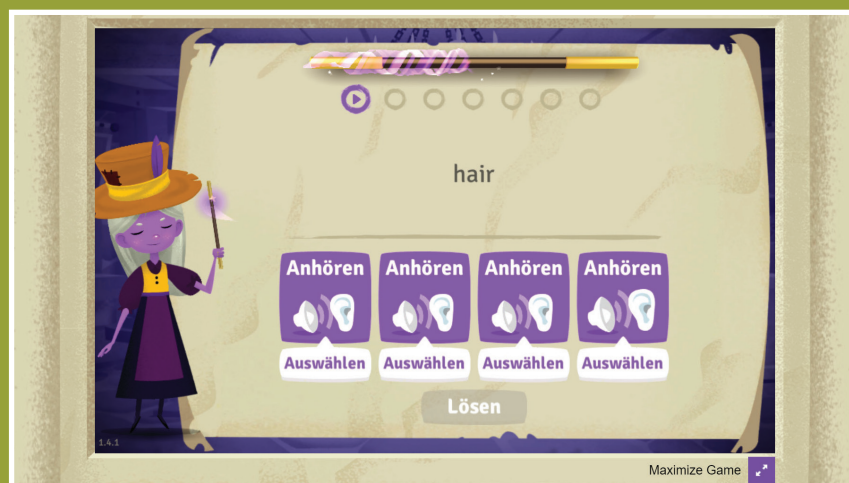 hair
Anhören Anhören Anhören Anhören
Auswählen Auswählen Auswählen Auswählen
Lösen
1.4.1
Maximize Game